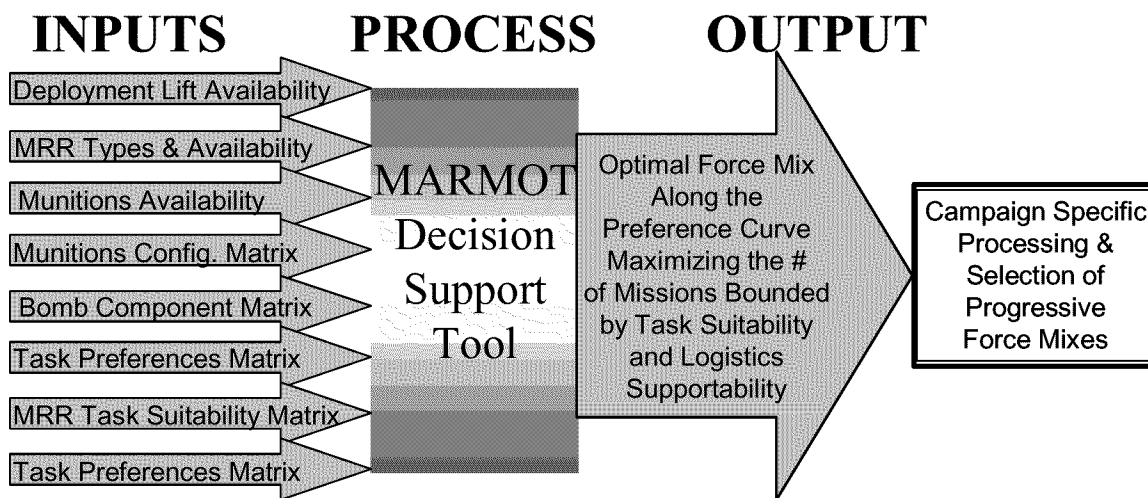 INPUTS
PROCESS
OUTPUT
Deployment Lift Availability
MRR Types & Availability
Munitions Availability
Munitions Config. Matrix
Bomb Component Matrix
Task Preferences Matrix
MRR Task Suitability Matrix
Task Preferences Matrix
MARMOT
Decision
Support
Tool
Optimal Force Mix
Along the
Preference Curve
Maximizing the #
of Missions Bounded
by Task Suitability
and Logistics
Supportability
Campaign Specific
Processing &
Selection of
Progressive
Force Mixes